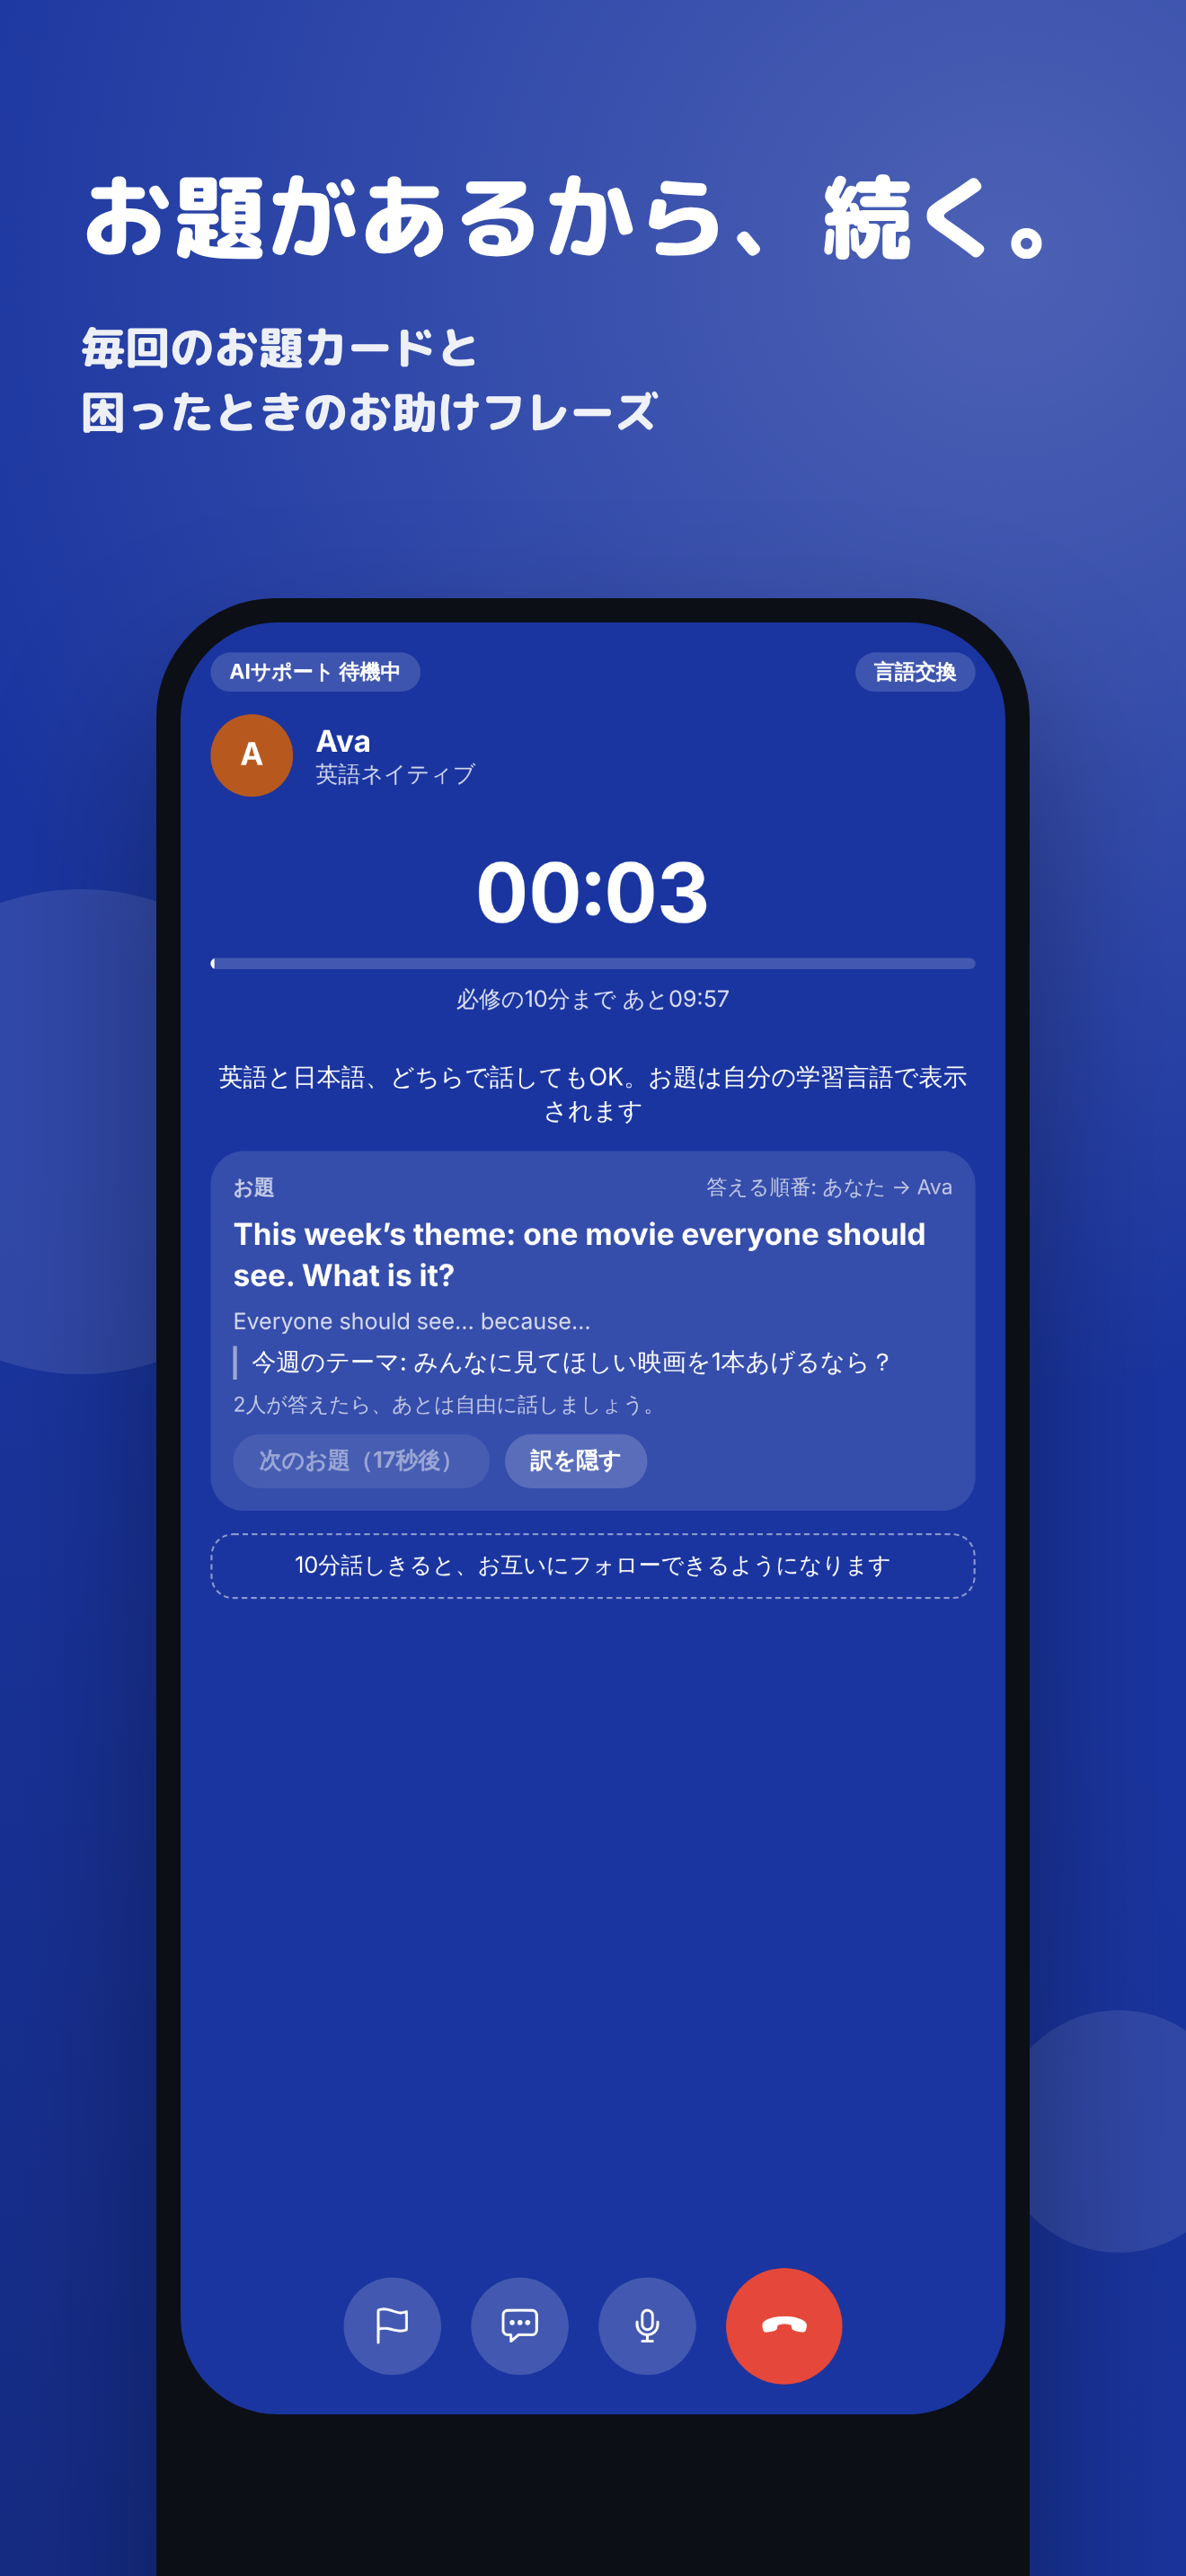 お題があるから、続く。
毎回のお題カードと
困ったときのお助けフレーズ
AIサポート 待機中
言語交換
A
Ava
英語ネイティブ
00:03
必修の10分まで あと09:57
英語と日本語、どちらで話してもOK。お題は自分の学習言語で表示
されます
お題
答える順番: あなた → Ava
This week’s theme: one movie everyone should
see. What is it?
Everyone should see... because...
今週のテーマ: みんなに見てほしい映画を1本あげるなら？
2人が答えたら、あとは自由に話しましょう。
次のお題（17秒後）
訳を隠す
10分話しきると、お互いにフォローできるようになります